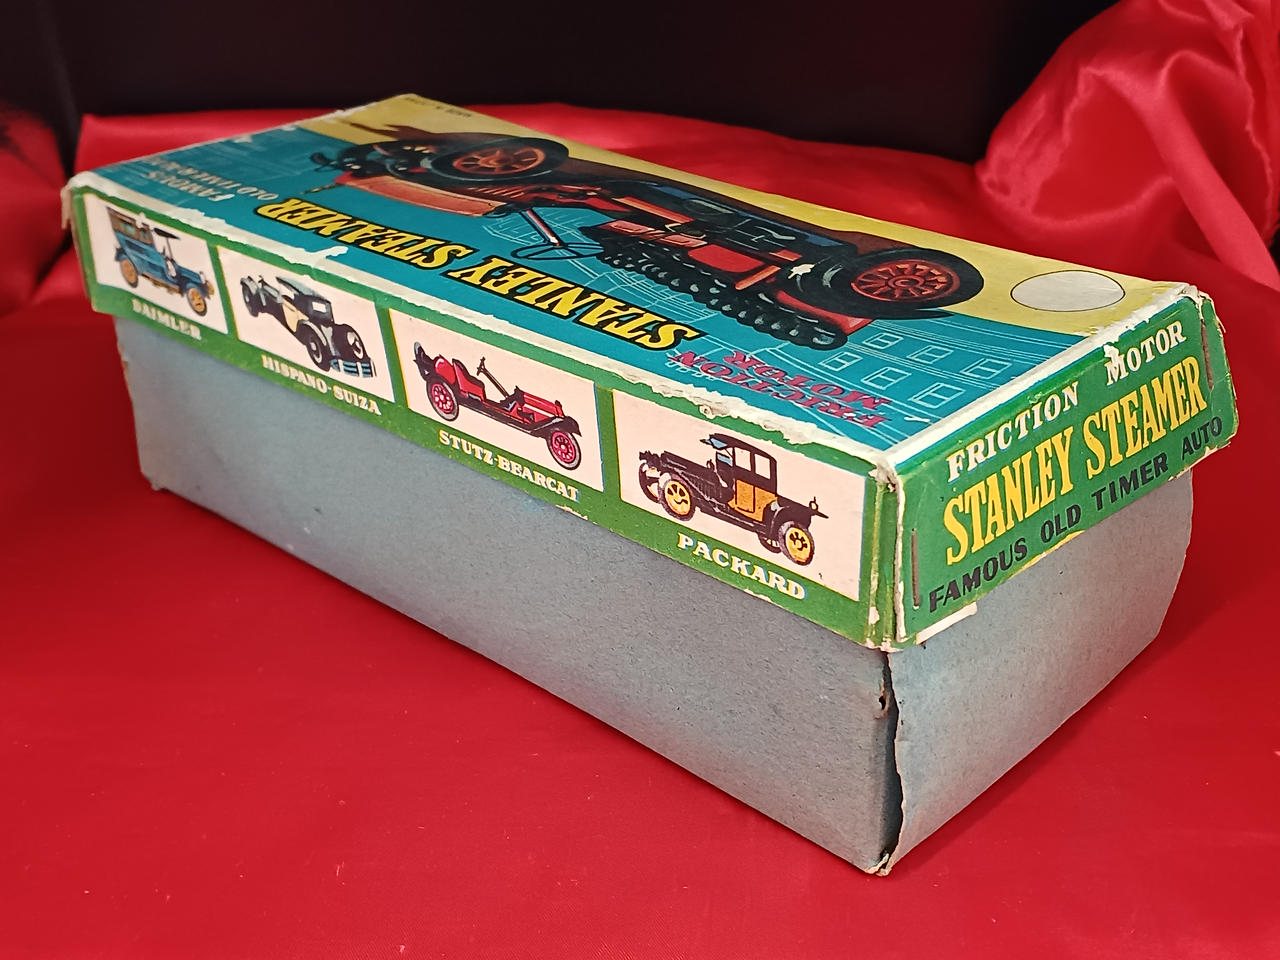 FAMOUS
OLD TIMER AUTO
STANLEY STEAMER
FRICTION
MOTOR
DAIMLER
HISPANO-SUIZA
STUTZ-BEARCAT
PACKARD
FRICTION MOTOR
STANLEY STEAMER
FAMOUS OLD TIMER AUTO